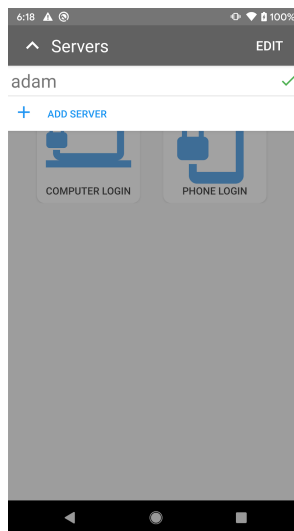 6:18
100%
Servers
EDIT
adam
ADD SERVER
COMPUTER LOGIN
PHONE LOGIN